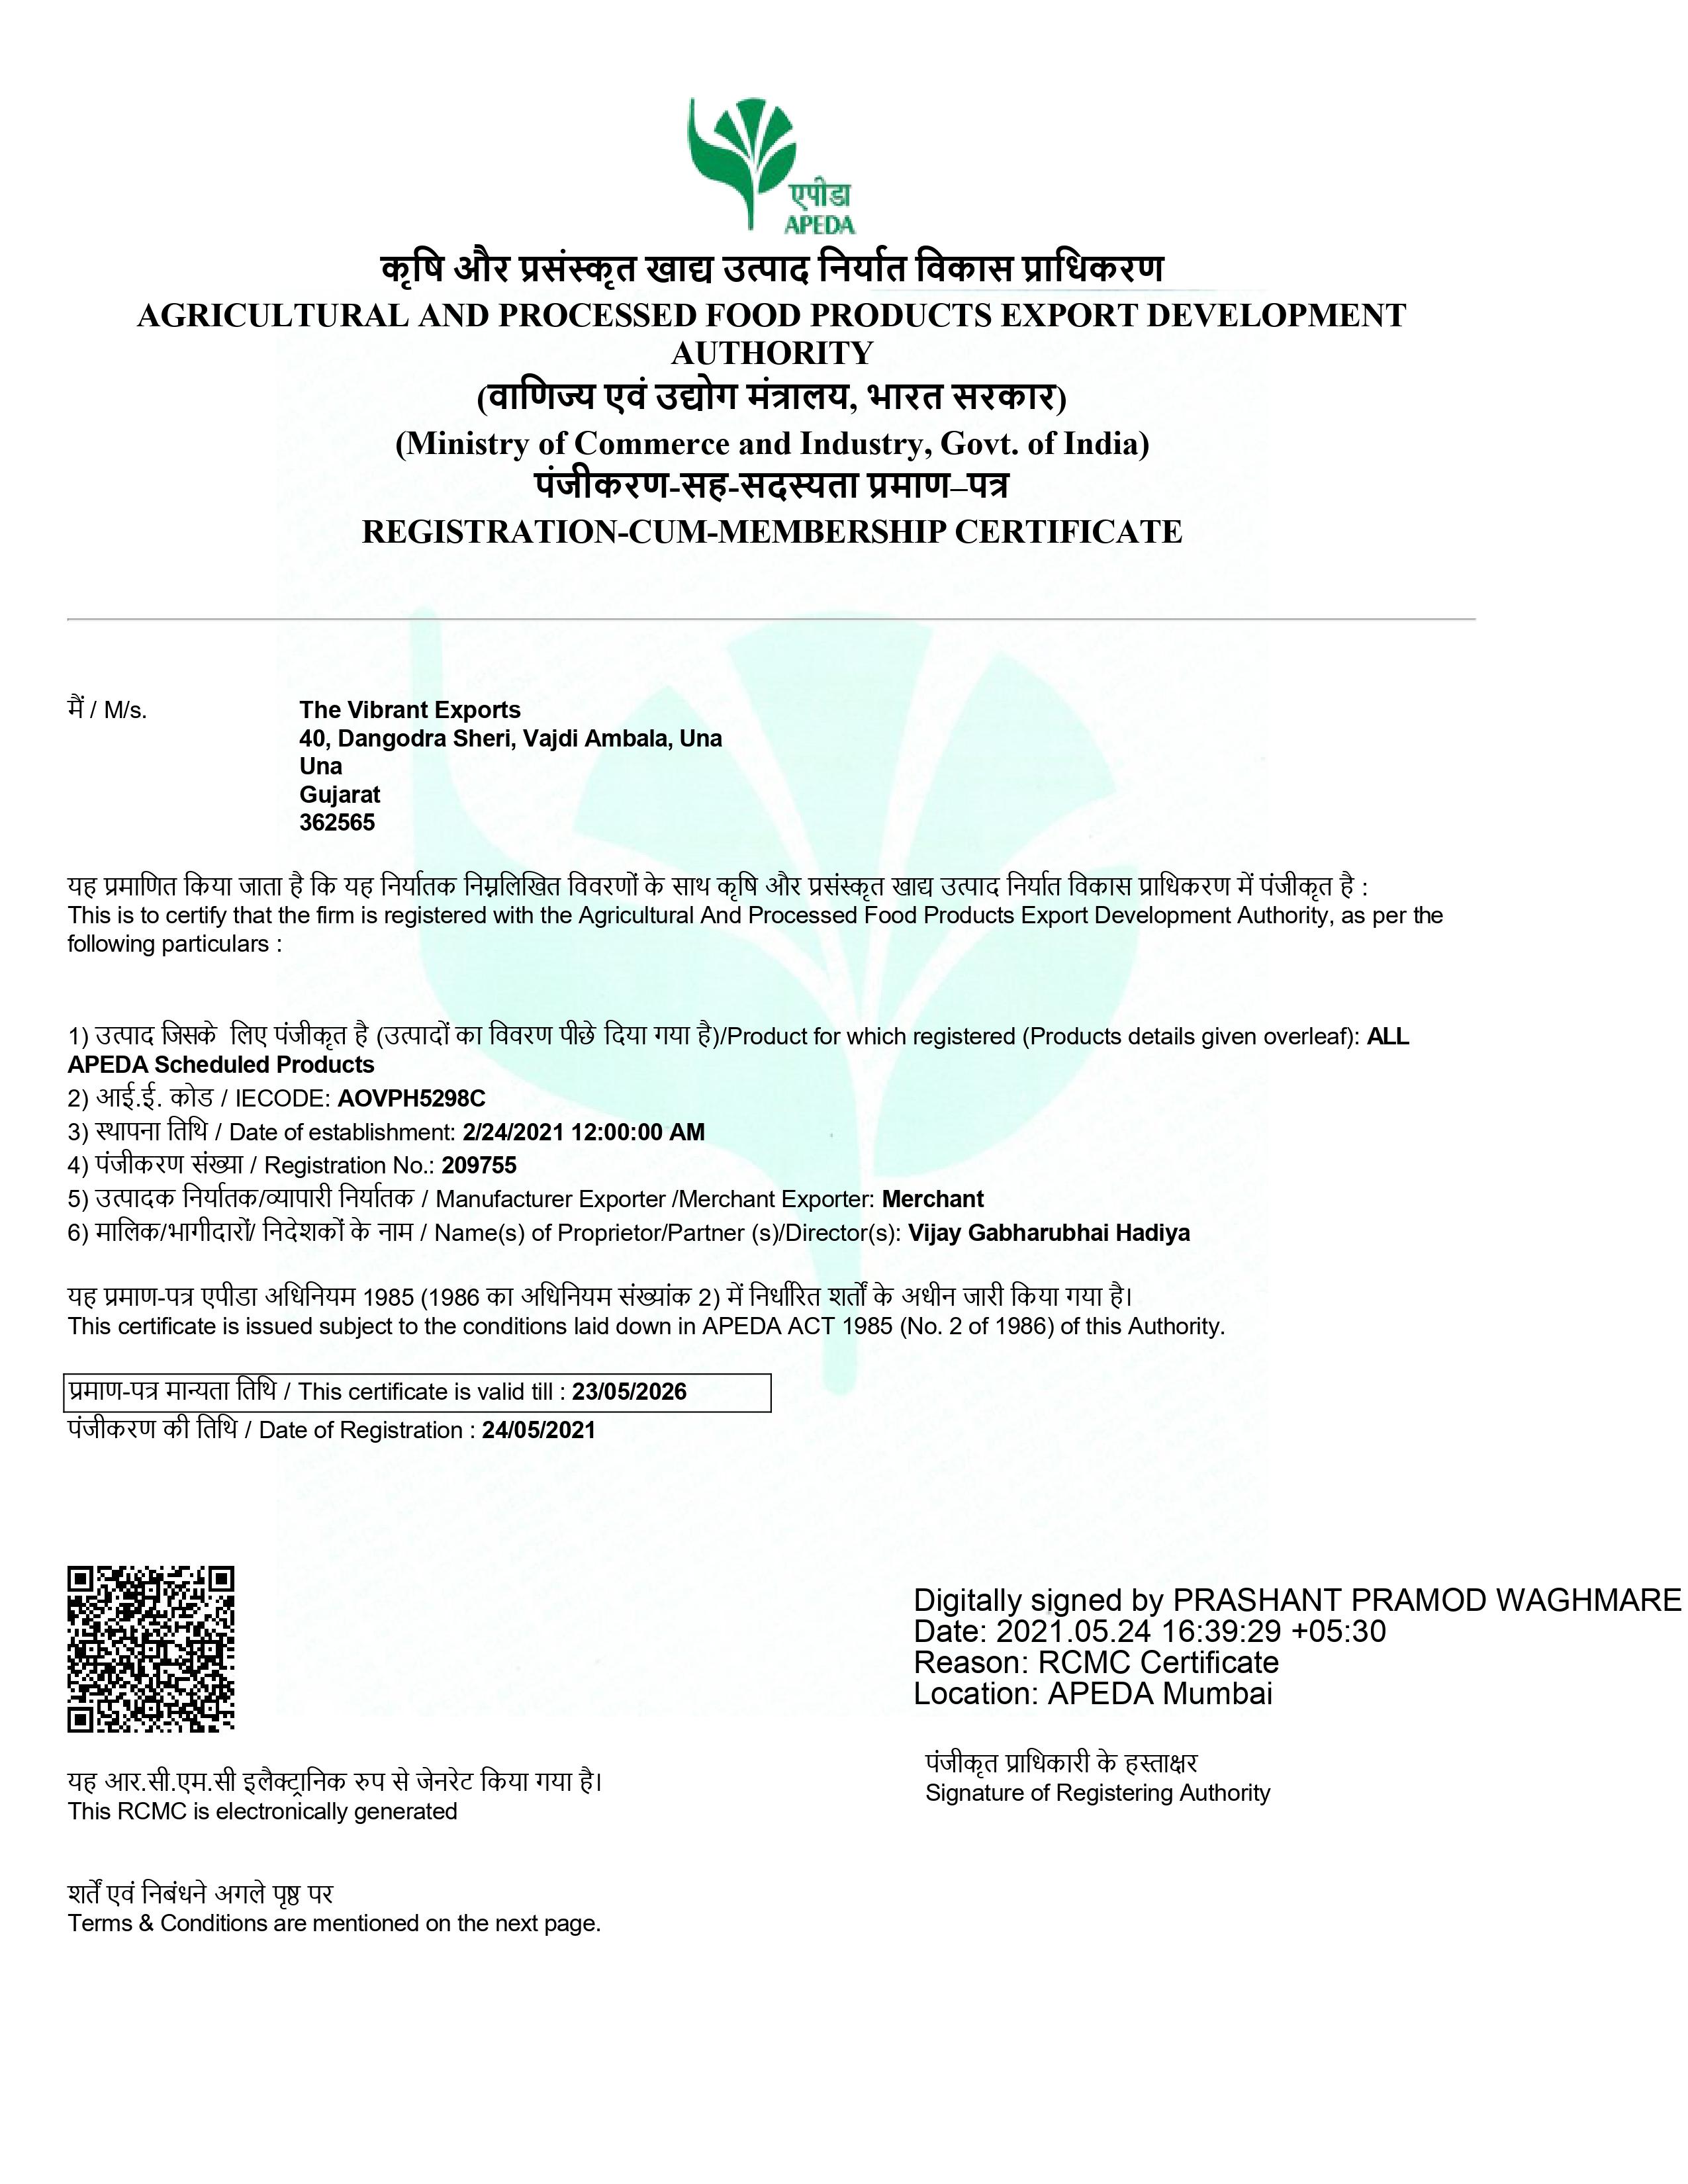 एपीडा
APEDA
कृषि और प्रसंस्कृत खाद्य उत्पाद निर्यात विकास प्राधिकरण
AGRICULTURAL AND PROCESSED FOOD PRODUCTS EXPORT DEVELOPMENT
AUTHORITY
(वाणिज्य एवं उद्योग मंत्रालय, भारत सरकार)
(Ministry of Commerce and Industry, Govt. of India)
पंजीकरण-सह-सदस्यता प्रमाण–पत्र
REGISTRATION-CUM-MEMBERSHIP CERTIFICATE
मैं / M/s. The Vibrant Exports
40, Dangodra Sheri, Vajdi Ambala, Una
Una
Gujarat
362565
यह प्रमाणित किया जाता है कि यह निर्यातक निम्नलिखित विवरणों के साथ कृषि और प्रसंस्कृत खाद्य उत्पाद निर्यात विकास प्राधिकरण में पंजीकृत है :
This is to certify that the firm is registered with the Agricultural And Processed Food Products Export Development Authority, as per the
following particulars :
1) उत्पाद जिसके लिए पंजीकृत है (उत्पादों का विवरण पीछे दिया गया है)/Product for which registered (Products details given overleaf): ALL
APEDA Scheduled Products
2) आई.ई. कोड / IECODE: AOVPH5298C
3) स्थापना तिथि / Date of establishment: 2/24/2021 12:00:00 AM
4) पंजीकरण संख्या / Registration No.: 209755
5) उत्पादक निर्यातक/व्यापारी निर्यातक / Manufacturer Exporter /Merchant Exporter: Merchant
6) मालिक/भागीदारों/ निदेशकों के नाम / Name(s) of Proprietor/Partner (s)/Director(s): Vijay Gabharubhai Hadiya
यह प्रमाण-पत्र एपीडा अधिनियम 1985 (1986 का अधिनियम संख्यांक 2) में निर्धारित शर्तों के अधीन जारी किया गया है।
This certificate is issued subject to the conditions laid down in APEDA ACT 1985 (No. 2 of 1986) of this Authority.
प्रमाण-पत्र मान्यता तिथि / This certificate is valid till : 23/05/2026
पंजीकरण की तिथि / Date of Registration : 24/05/2021
Digitally signed by PRASHANT PRAMOD WAGHMARE
Date: 2021.05.24 16:39:29 +05:30
Reason: RCMC Certificate
Location: APEDA Mumbai
पंजीकृत प्राधिकारी के हस्ताक्षर
Signature of Registering Authority
यह आर.सी.एम.सी इलैक्ट्रानिक रुप से जेनरेट किया गया है।
This RCMC is electronically generated
शर्तें एवं निबंधने अगले पृष्ठ पर
Terms & Conditions are mentioned on the next page.